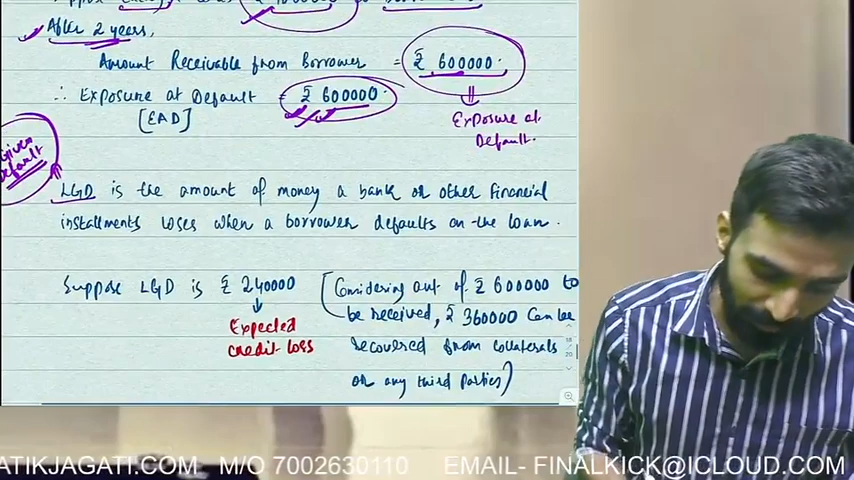 After 2 years,
Amount Receivable from Borrower = ₹ 600000.
∴ Exposure at Default = ₹ 600000.
[EAD]
Exposure at
Default.
Given
Default
LGD is the amount of money a bank or other financial
installments loses when a borrower defaults on the loan.
Suppose LGD is ₹ 240000
[Considering out of ₹ 600000 to
be received, ₹ 360000 can be
recovered from collaterals
or any third parties)
Expected
credit loss
ATIKJAGATI.COM M/O 7002630110 EMAIL- FINALKICK@ICLOUD.COM